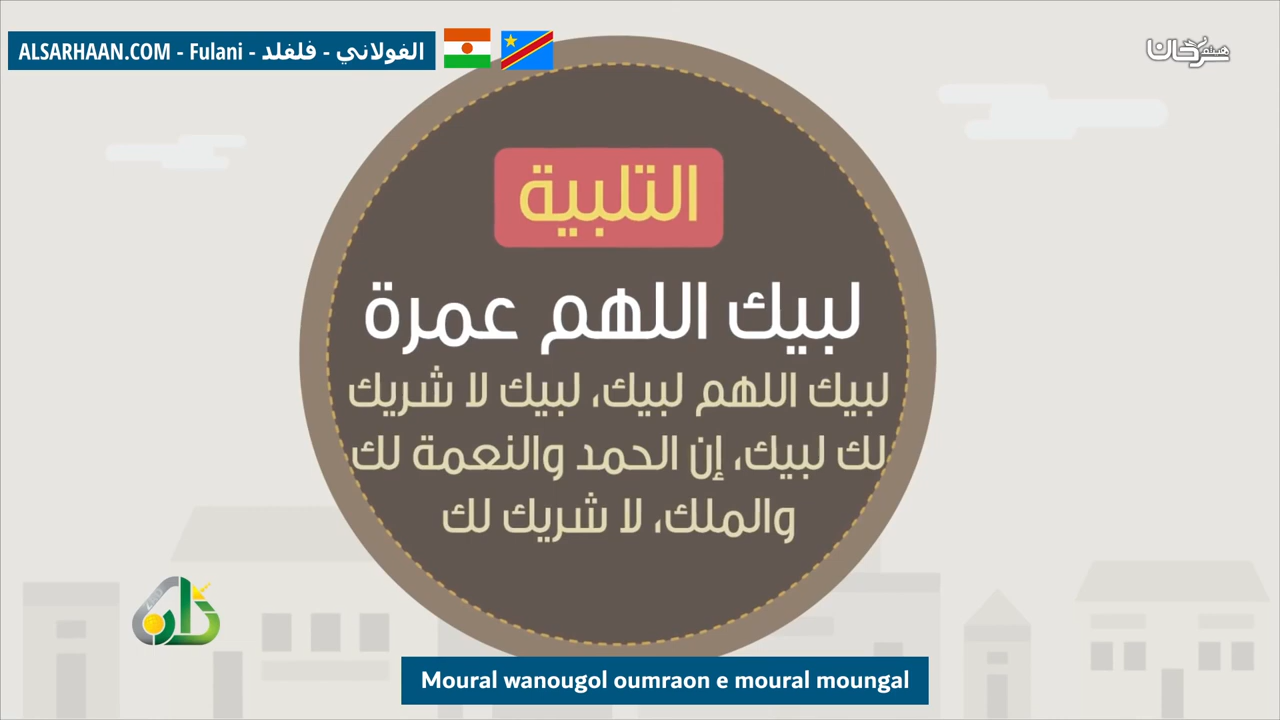 ALSARHAAN.COM - Fulani - الفولاني - فلفلد
التلبية
لبيك اللهم عمرة
لبيك اللهم لبيك، لبيك لا شريك
لك لبيك، إن الحمد والنعمة لك
والملك، لا شريك لك
Moural wanougol oumraon e moural moungal